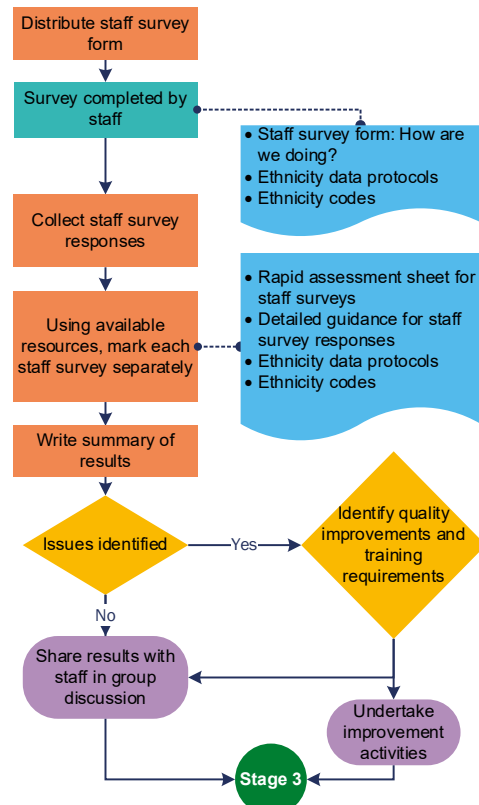 Distribute staff survey
form
Survey completed by
staff
• Staff survey form: How are
we doing?
• Ethnicity data protocols
• Ethnicity codes
Collect staff survey
responses
• Rapid assessment sheet for
staff surveys
• Detailed guidance for staff
survey responses
• Ethnicity data protocols
• Ethnicity codes
Using available
resources, mark each
staff survey separately
Write summary of
results
Issues identified
Yes
Identify quality
improvements and
training
requirements
No
Share results with
staff in group
discussion
Undertake
improvement
activities
Stage 3